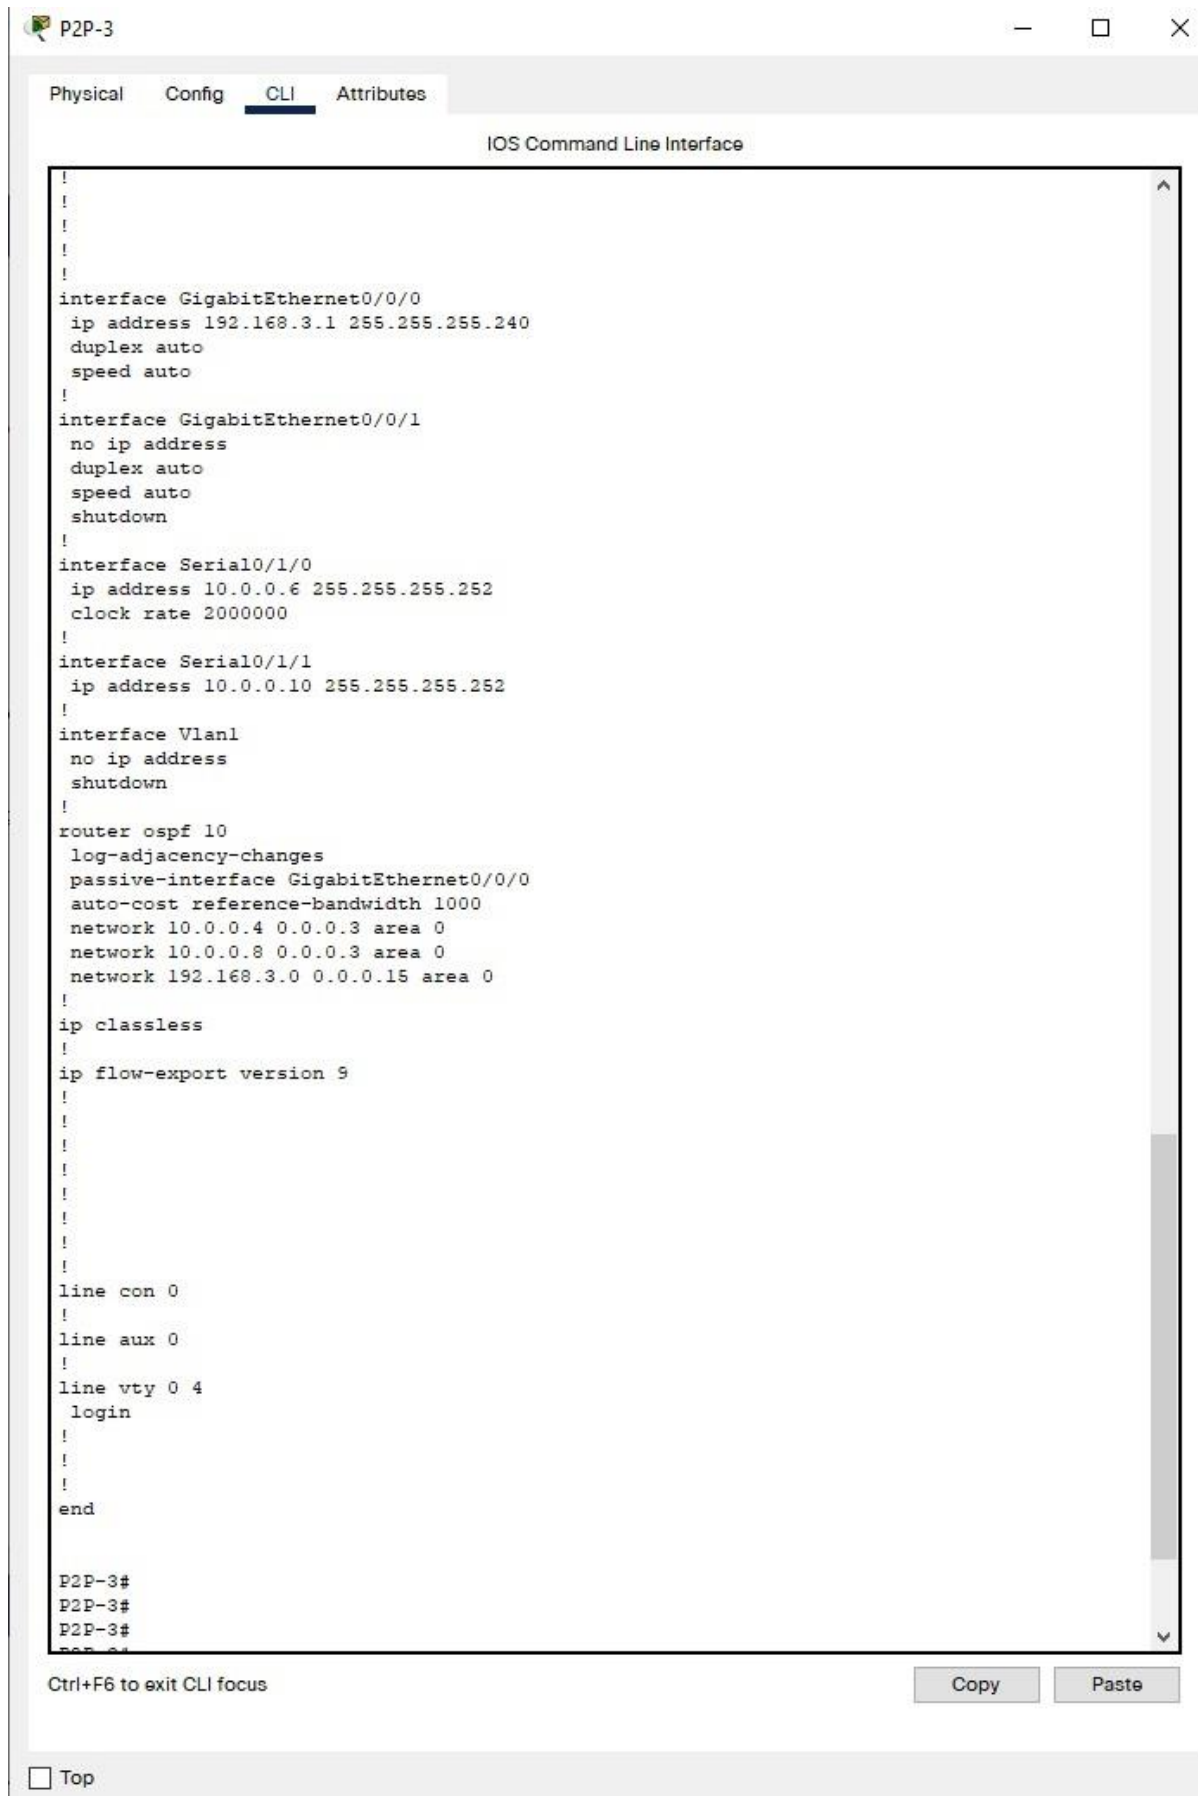 P2P-3
Physical Config CLI Attributes
IOS Command Line Interface
!
!
!
!
!
interface GigabitEthernet0/0/0
 ip address 192.168.3.1 255.255.255.240
 duplex auto
 speed auto
!
interface GigabitEthernet0/0/1
 no ip address
 duplex auto
 speed auto
 shutdown
!
interface Serial0/1/0
 ip address 10.0.0.6 255.255.255.252
 clock rate 2000000
!
interface Serial0/1/1
 ip address 10.0.0.10 255.255.255.252
!
interface Vlan1
 no ip address
 shutdown
!
router ospf 10
 log-adjacency-changes
 passive-interface GigabitEthernet0/0/0
 auto-cost reference-bandwidth 1000
 network 10.0.0.4 0.0.0.3 area 0
 network 10.0.0.8 0.0.0.3 area 0
 network 192.168.3.0 0.0.0.15 area 0
!
ip classless
!
ip flow-export version 9
!
!
!
!
!
!
!
!
line con 0
!
line aux 0
!
line vty 0 4
 login
!
!
!
end
P2P-3#
P2P-3#
P2P-3#
Ctrl+F6 to exit CLI focus
Copy Paste
Top